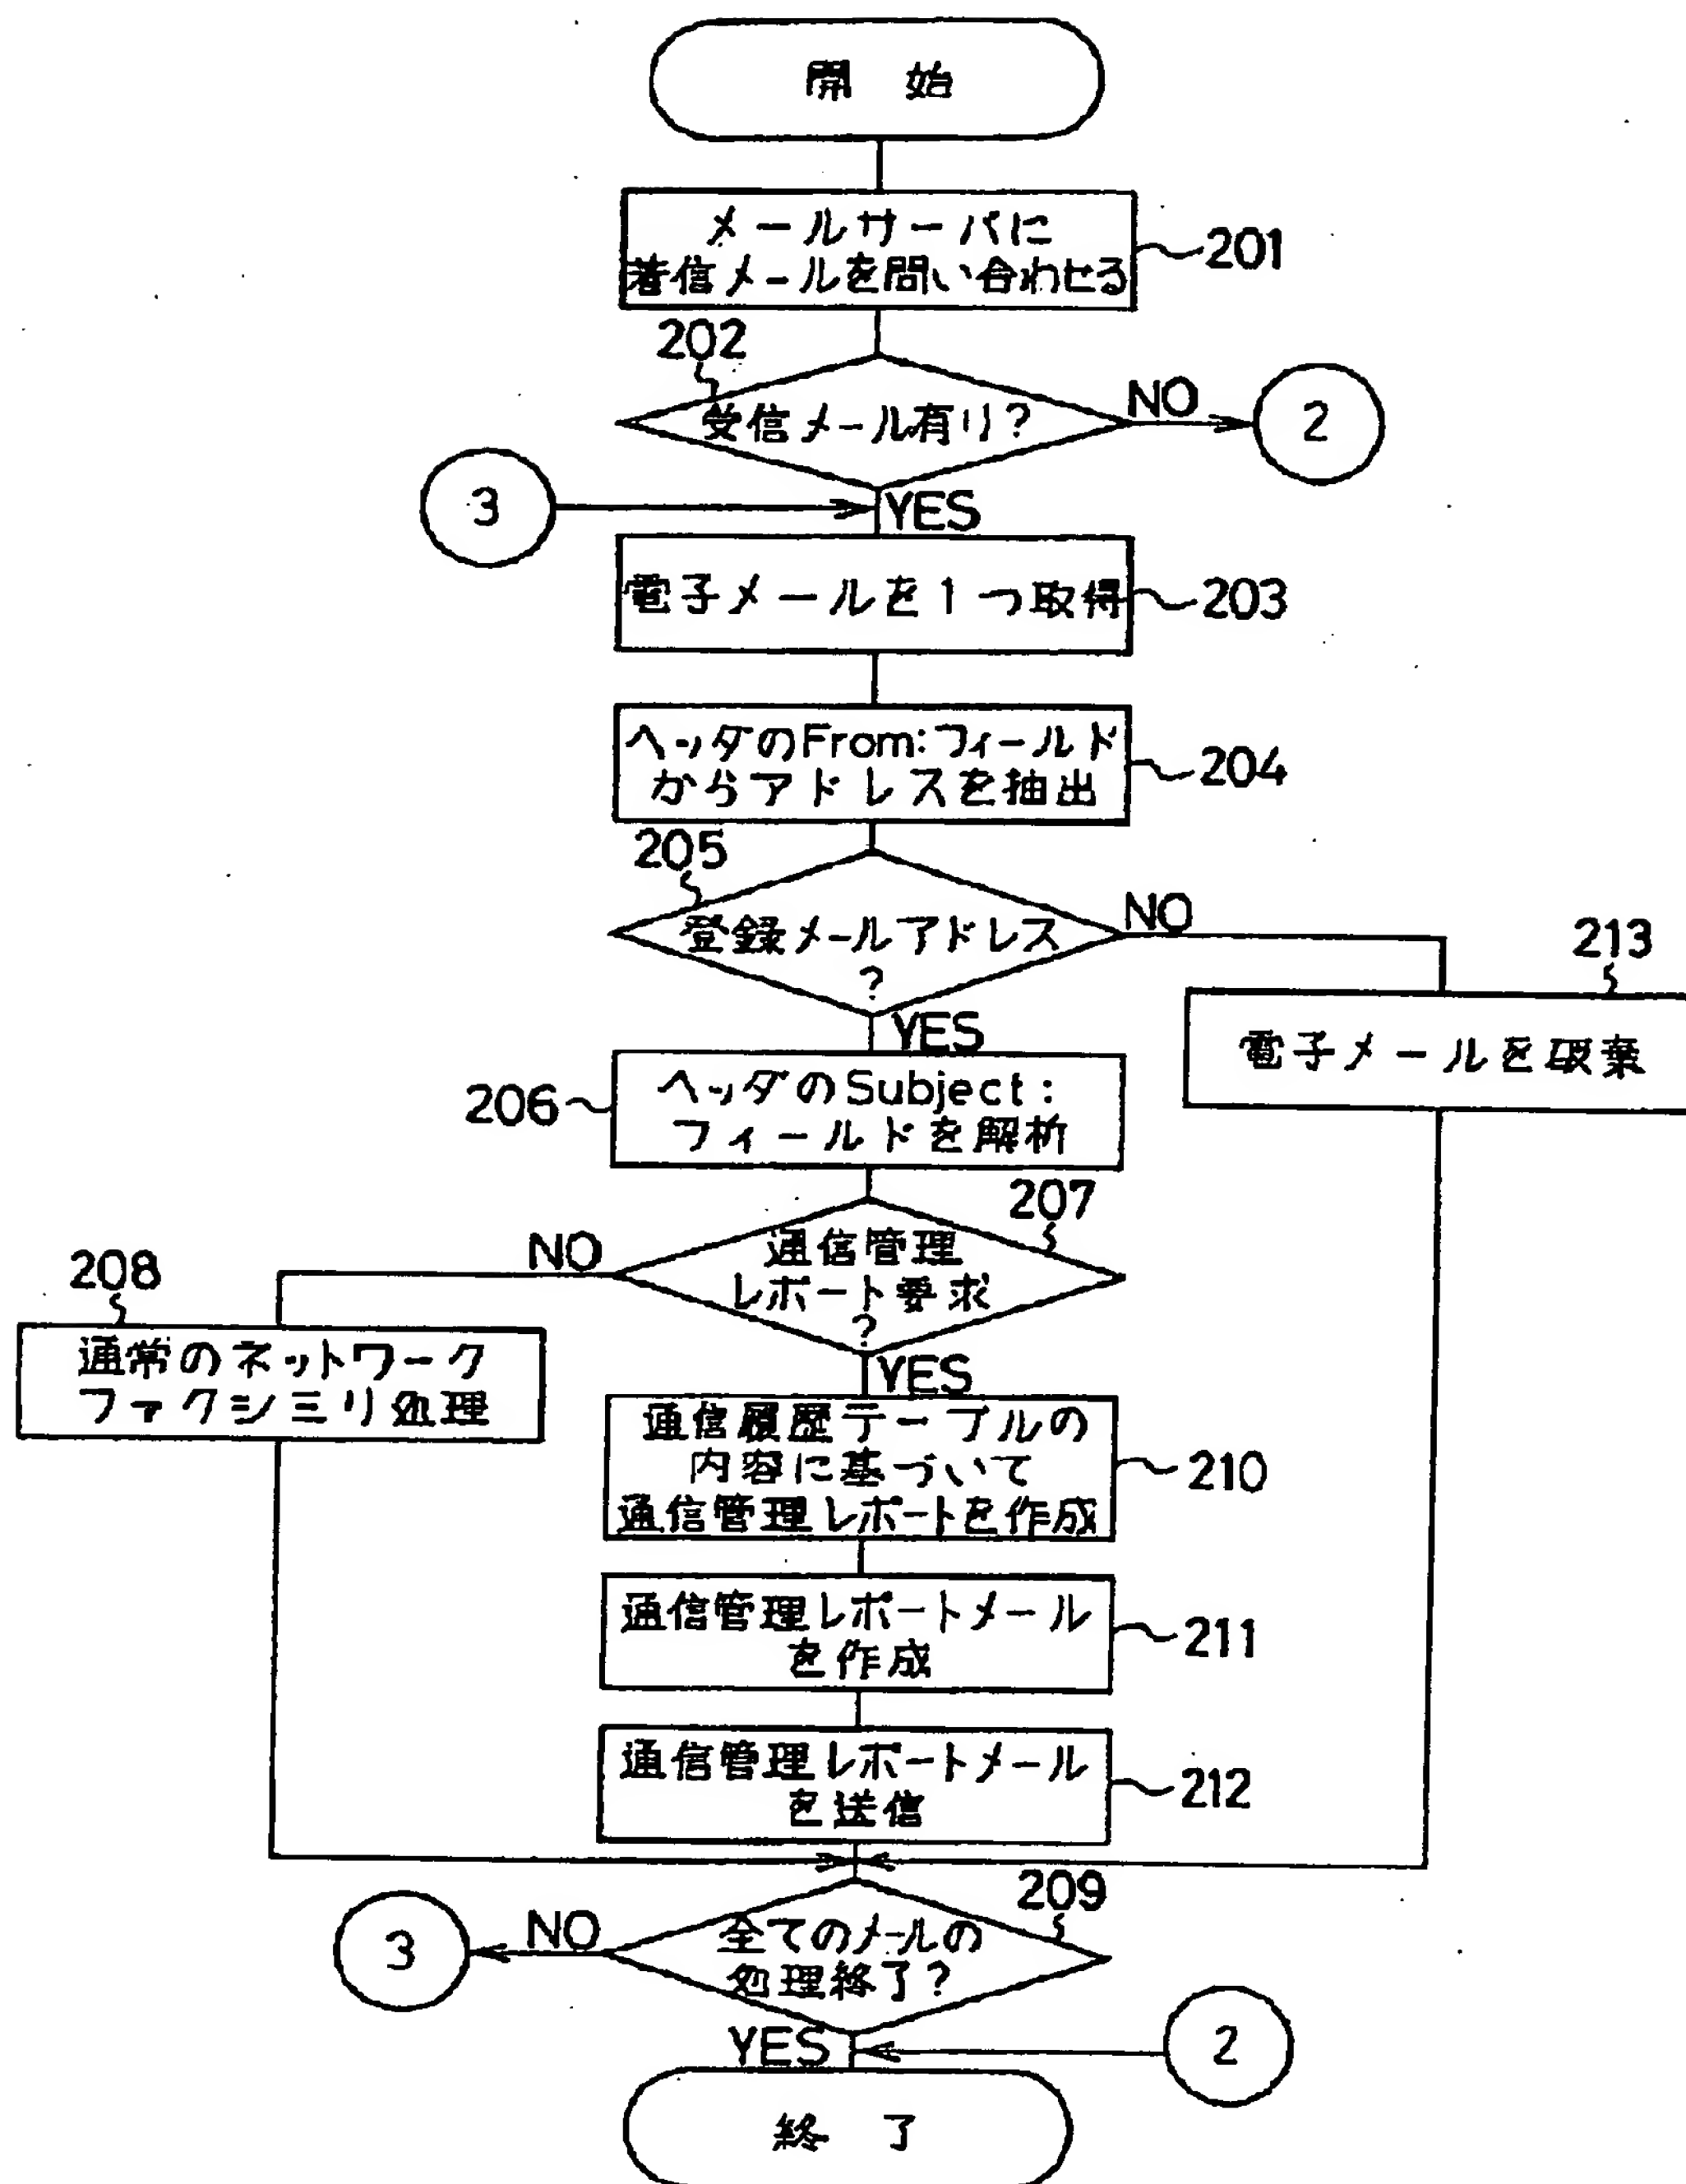 開 始
メールサーバに
着信メールを問い合わせる
201
202
受信メール有り?
NO
2
3
YES
電子メールを1つ取得
203
ヘッダのFrom:フィールド
からアドレスを抽出
204
205
登録メールアドレス
?
NO
213
電子メールを破棄
YES
206
ヘッダのSubject:
フィールドを解析
207
通信管理
レポート要求
?
NO
208
通常のネットワーク
ファクシミリ処理
YES
通信履歴テーブルの
内容に基づいて
通信管理レポートを作成
210
通信管理レポートメール
を作成
211
通信管理レポートメール
を送信
212
209
全てのメールの
処理終了?
NO
3
YES
2
終 了